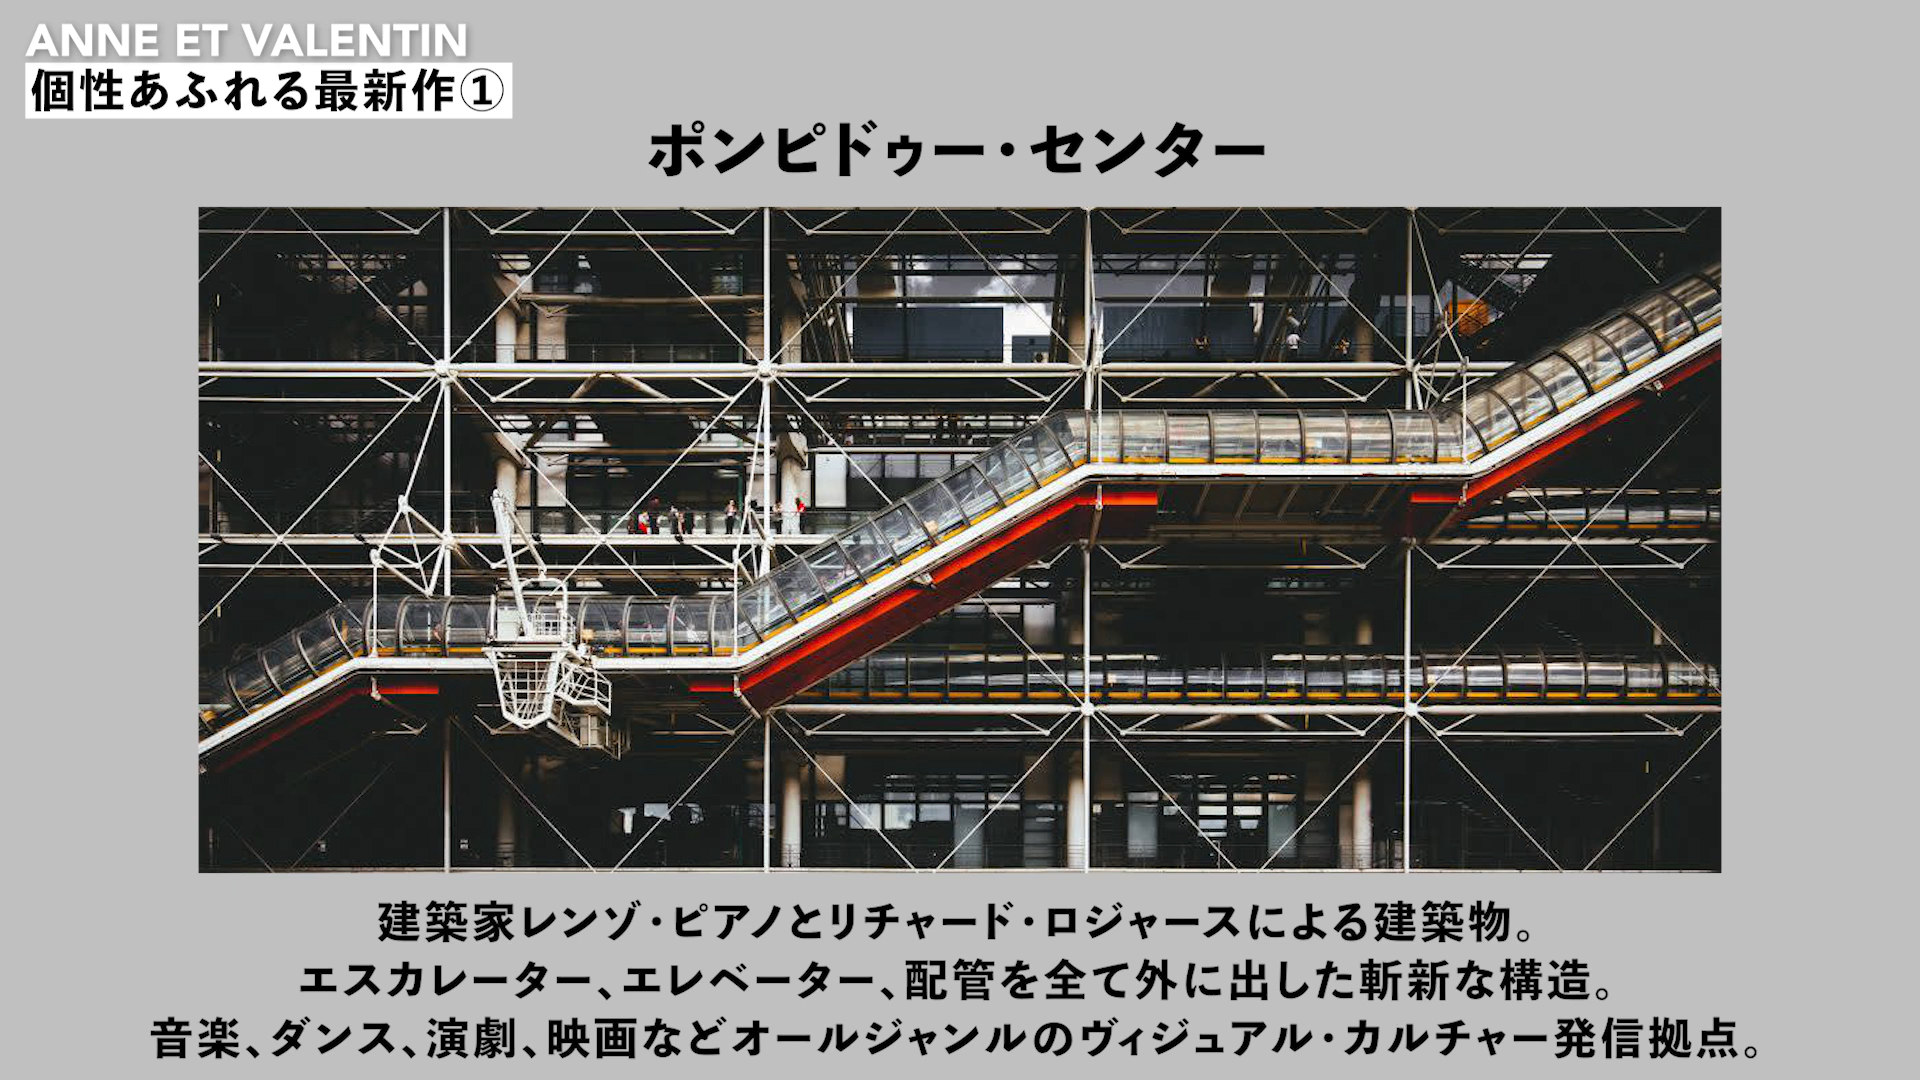 ANNE ET VALENTIN
個性あふれる最新作①
ポンピドゥー・センター
建築家レンゾ・ピアノとリチャード・ロジャースによる建築物。
エスカレーター、エレベーター、配管を全て外に出した斬新な構造。
音楽、ダンス、演劇、映画などオールジャンルのヴィジュアル・カルチャー発信拠点。